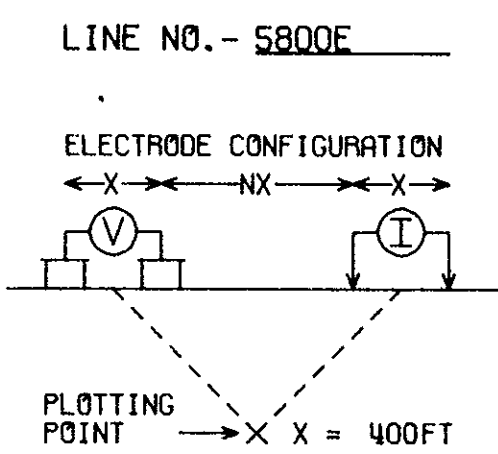 LINE NO.- 5800E
ELECTRODE CONFIGURATION
X NX X
V I
PLOTTING
POINT X X = 400FT